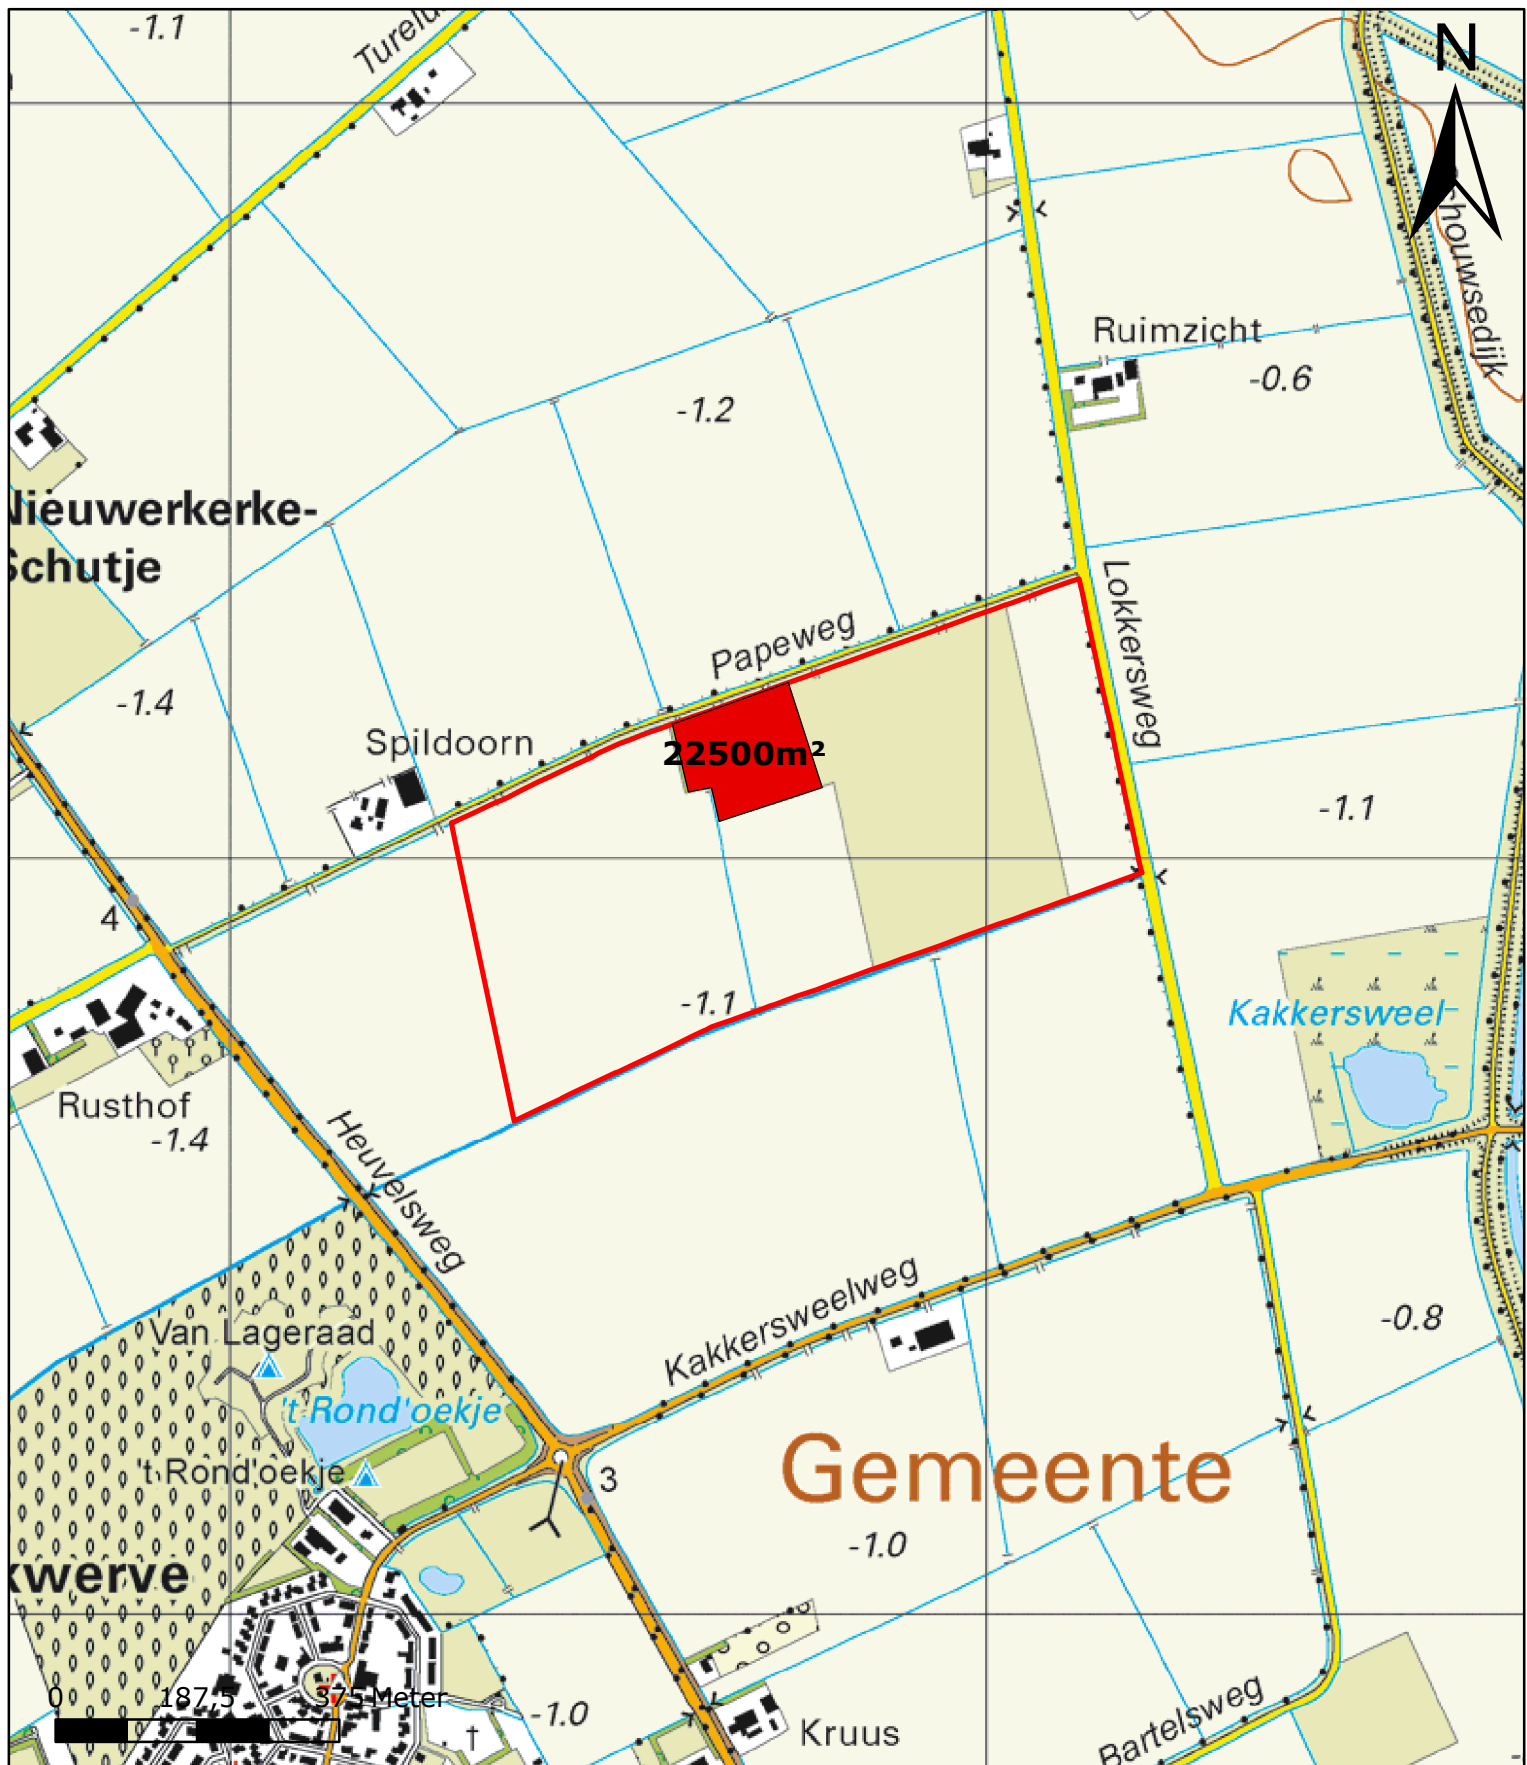 -1.1
N
Schouwsedijk
Ruimzicht
-0.6
-1.2
Nieuwerkerke-
Schutje
Lokkersweg
Papeweg
-1.4
Spildoorn
22500m²
-1.1
4
-1.1
Kakkersweel
Rusthof
-1.4
Heuvelsweg
Kakkersweelweg
-0.8
Van Lageraad
't Rond'oekje
't Rond'oekje
3
Gemeente
-1.0
xwerve
0 187,5 375 Meter
-1.0
Kruus
Bartelsweg